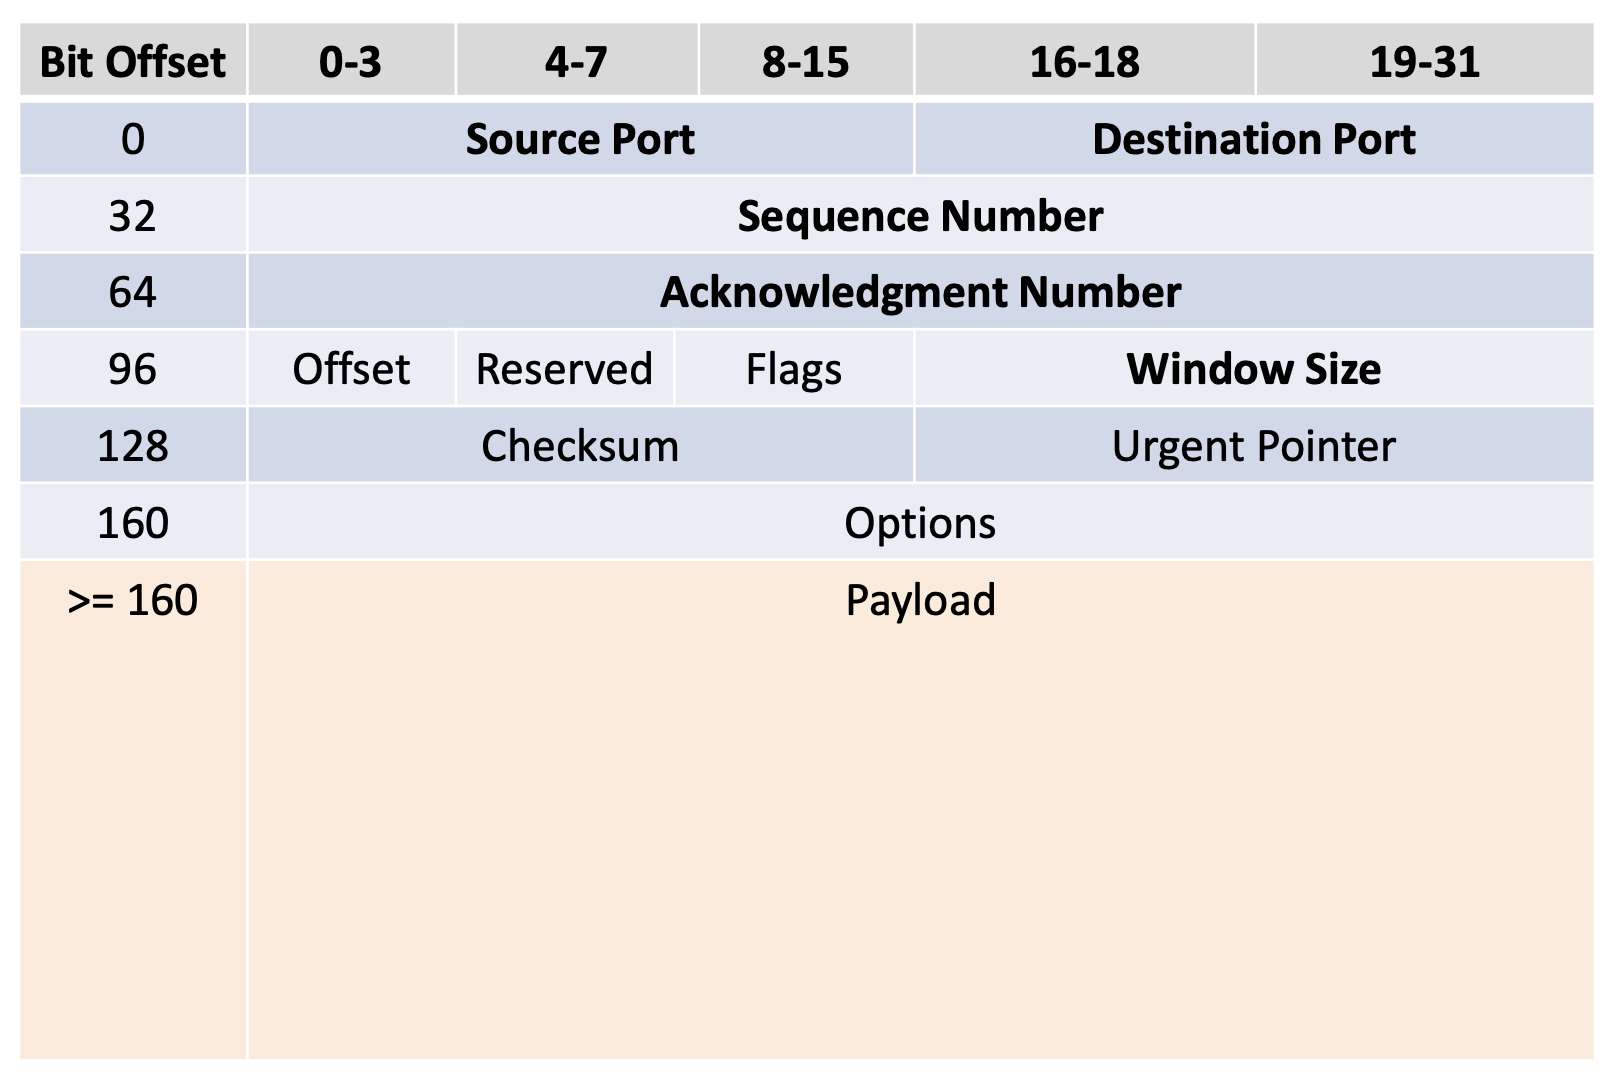 Bit Offset 0-3 4-7 8-15 16-18 19-31
0 Source Port Destination Port
32 Sequence Number
64 Acknowledgment Number
96 Offset Reserved Flags Window Size
128 Checksum Urgent Pointer
160 Options
>= 160 Payload